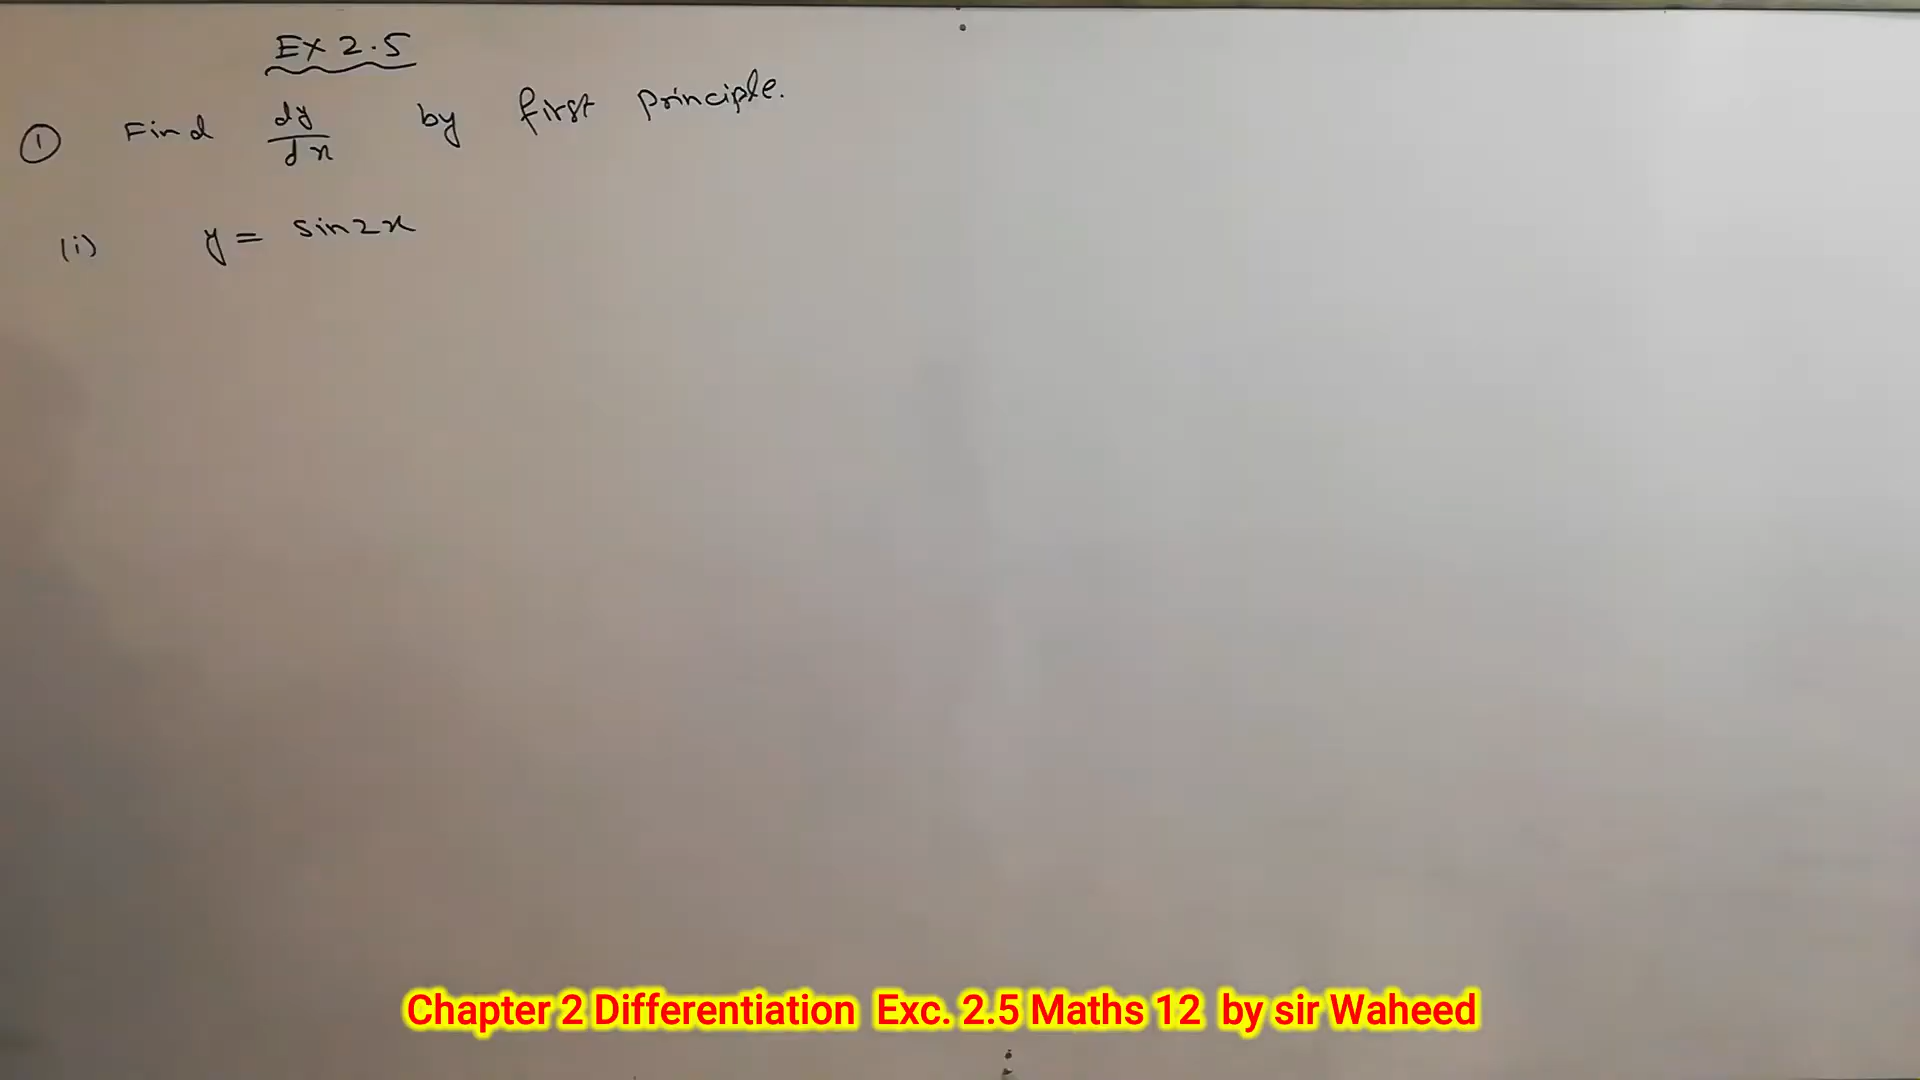 Ex 2.5
① Find dy/dx by first principle.
(i) y = sin2x
Chapter 2 Differentiation Exc. 2.5 Maths 12 by sir Waheed